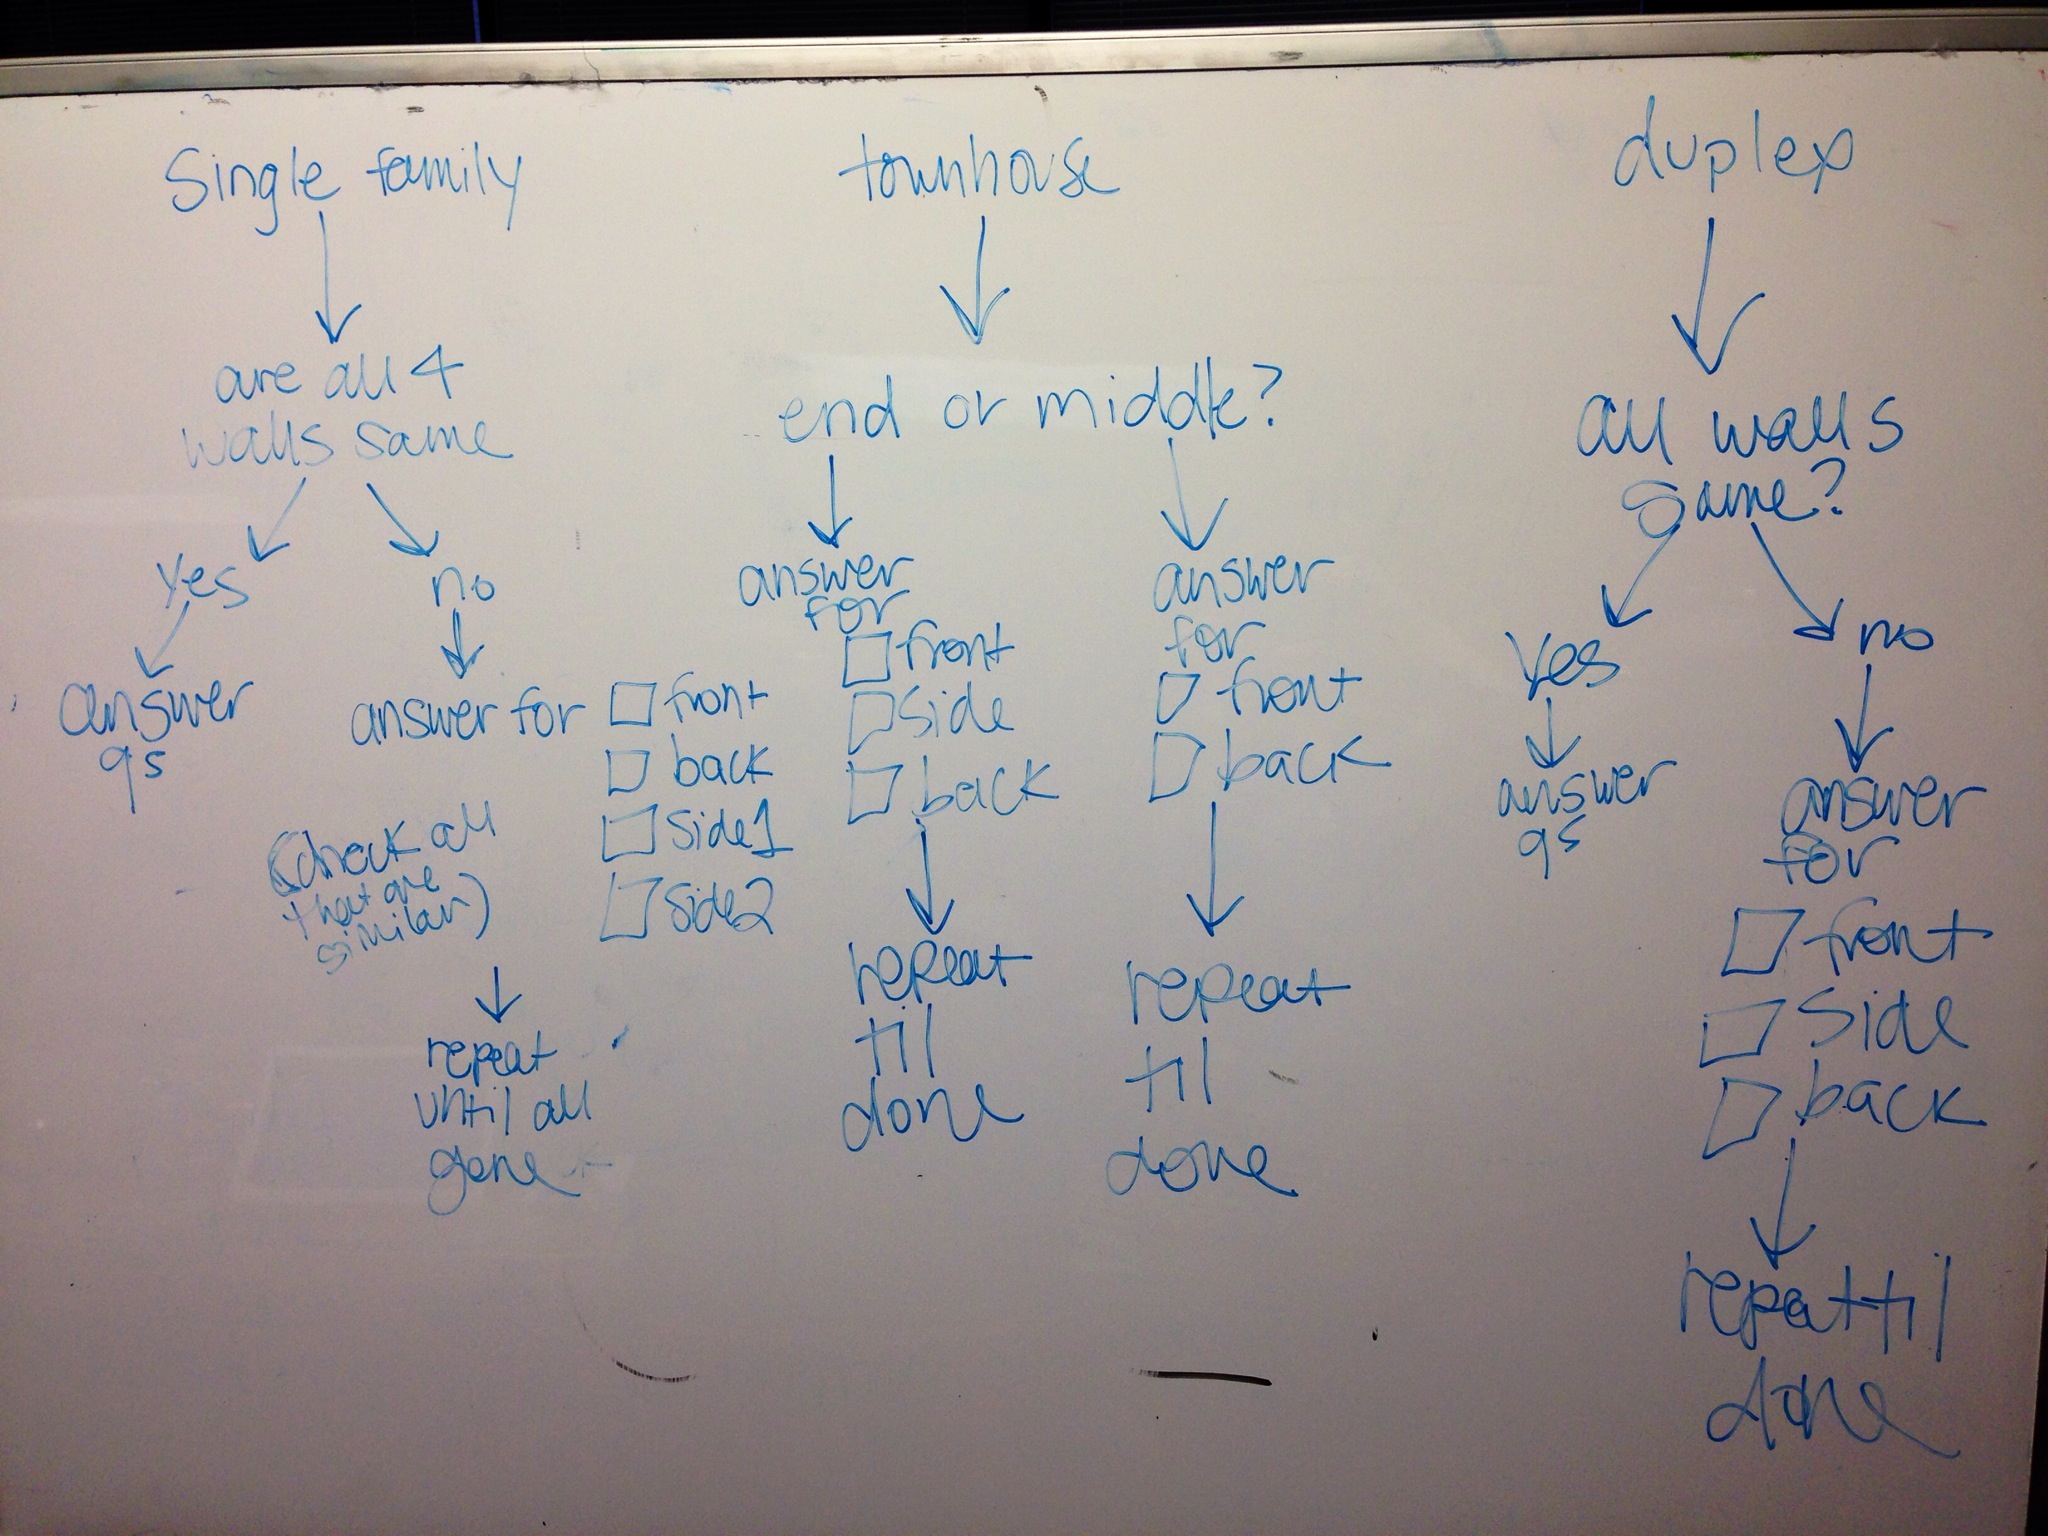 Single family
are all 4
walls same
yes
answer
qs
no
answer for
(check all
that are
similar)
front
back
Side1
Side2
repeat
until all
gone
townhouse
end or middle?
answer
for
front
side
back
repeat
til
done
answer
for
front
back
repeat
til
done
duplex
all walls
same?
yes
answer
qs
no
answer
for
front
Side
back
repeat til
done